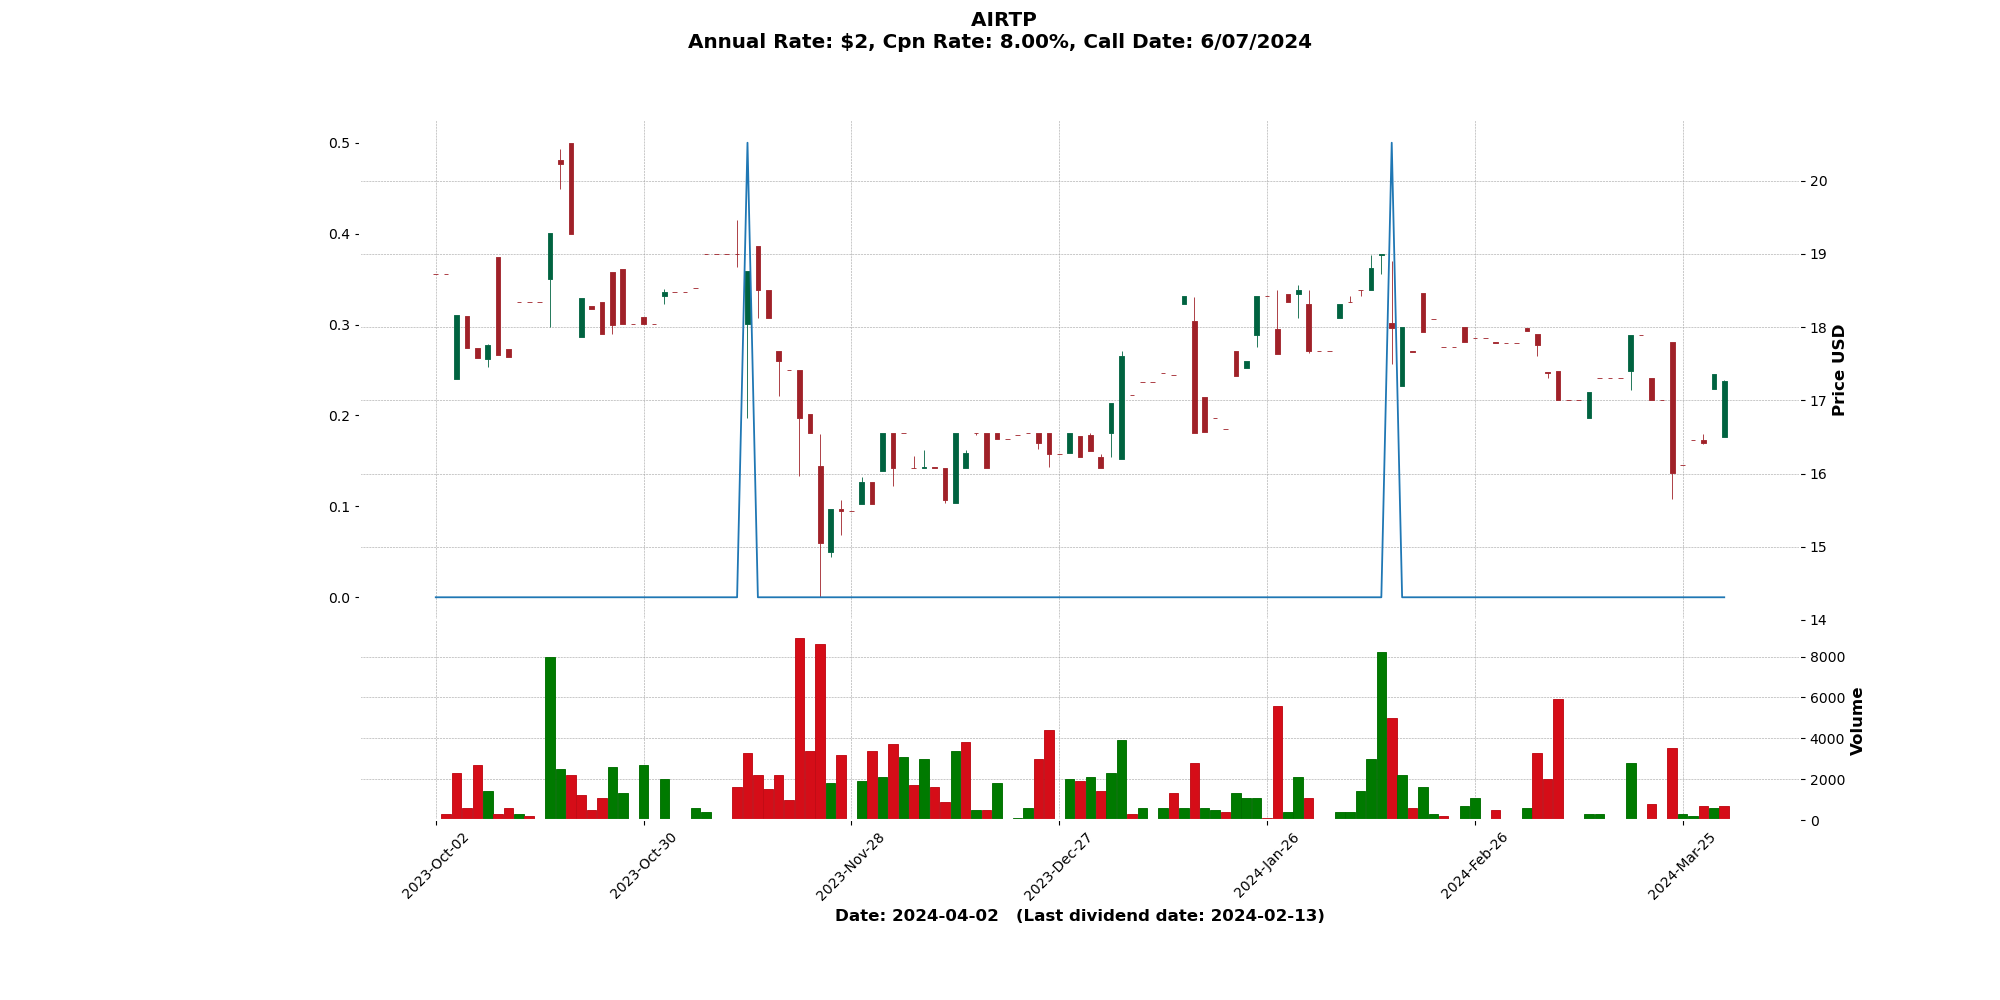 AIRTP
Annual Rate: $2, Cpn Rate: 8.00%, Call Date: 6/07/2024
0.5
0.4
0.3
0.2
0.1
0.0
20
19
18
17
16
15
14
Price USD
8000
6000
4000
2000
0
Volume
2023-Oct-02
2023-Oct-30
2023-Nov-28
2023-Dec-27
2024-Jan-26
2024-Feb-26
2024-Mar-25
Date: 2024-04-02 (Last dividend date: 2024-02-13)